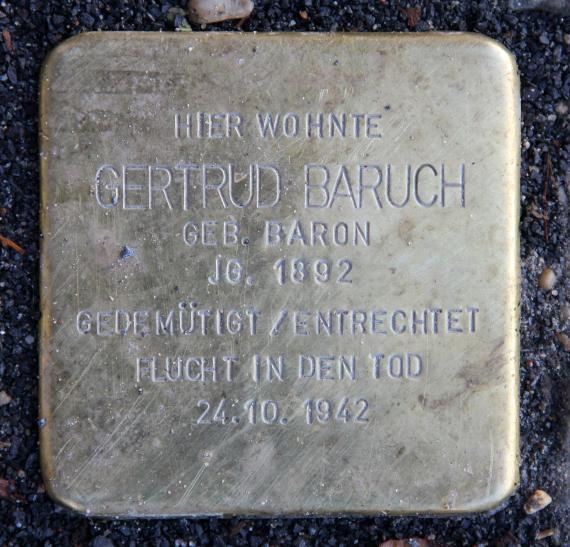 HIER WOHNTE
GERTRUD BARUCH
GEB. BARON
JG. 1892
GEDEMÜTIGT / ENTRECHTET
FLUCHT IN DEN TOD
24.10. 1942